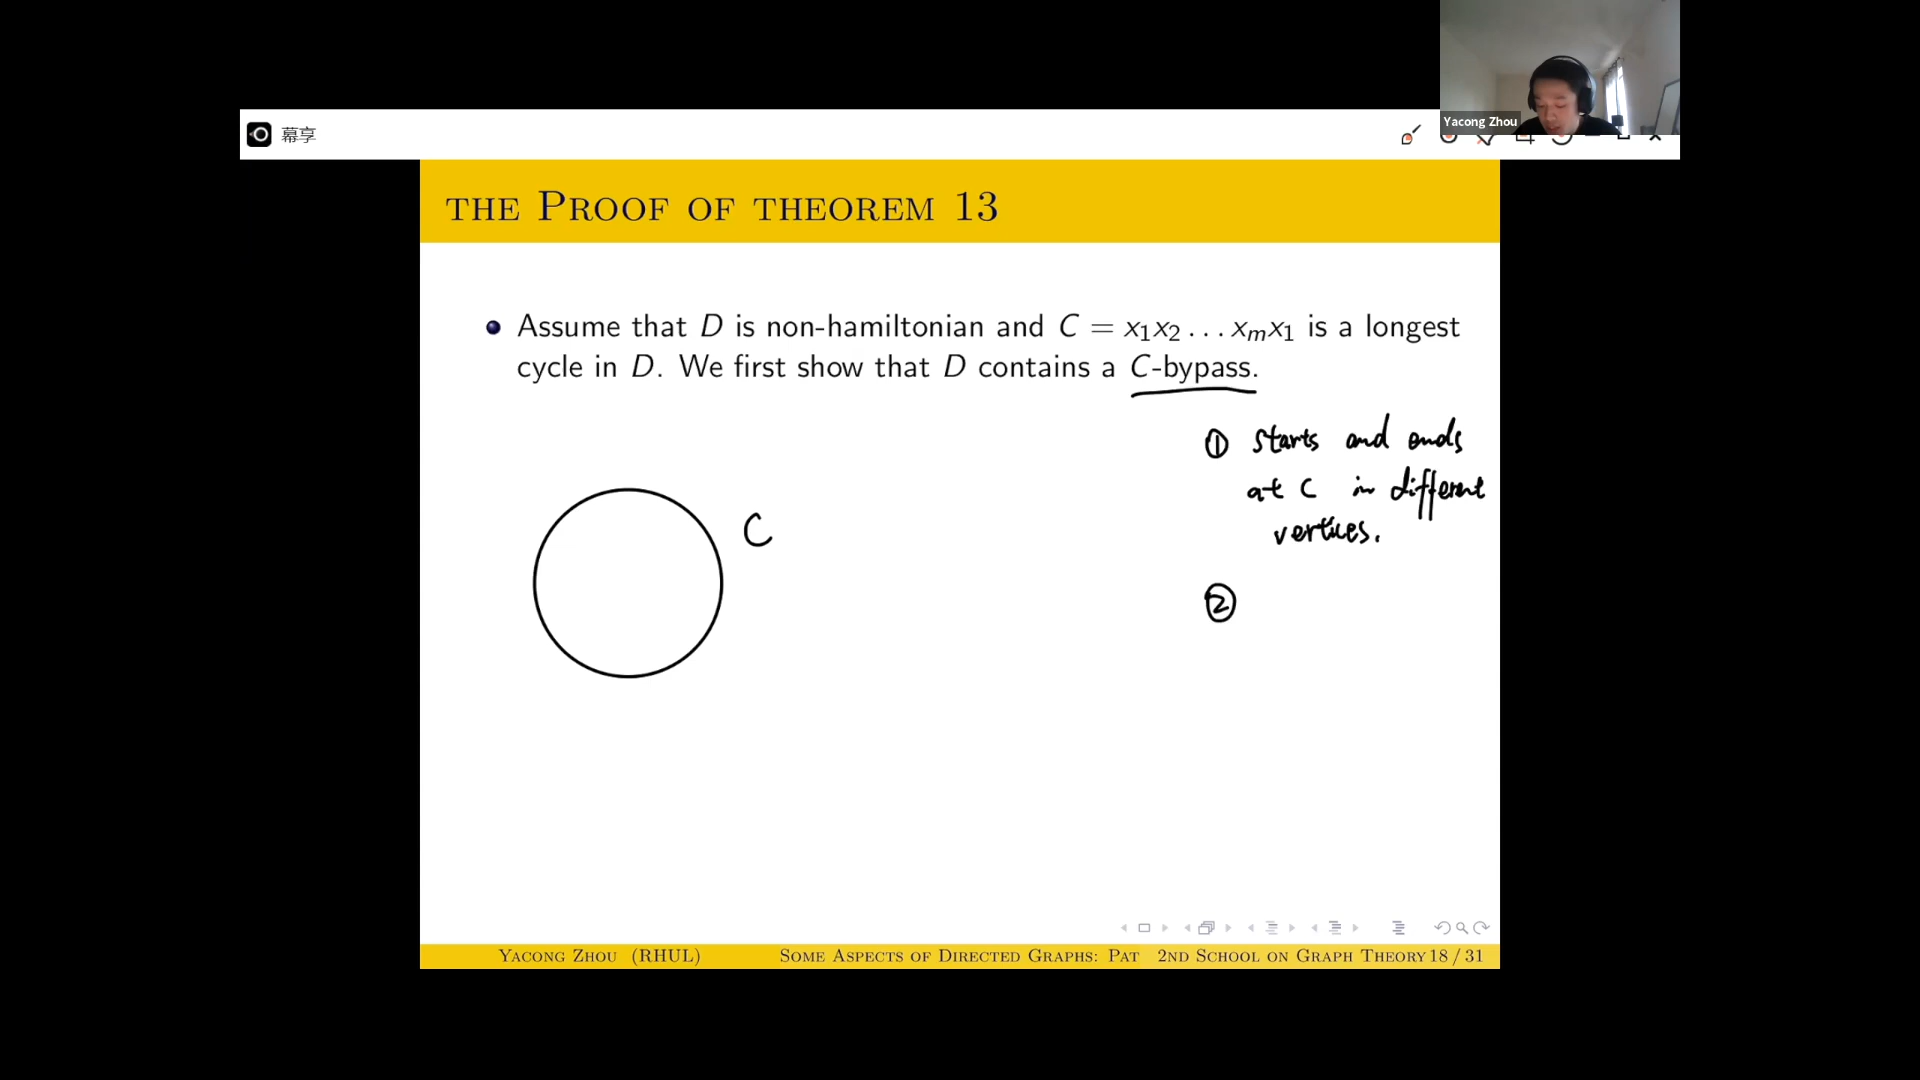 Yacong Zhou
幕享
THE PROOF OF THEOREM 13
Assume that D is non-hamiltonian and C = x₁x₂ . . . xₘx₁ is a longest
cycle in D. We first show that D contains a C-bypass.
① starts and ends
at C in different
vertices.
C
②
YACONG ZHOU (RHUL) SOME ASPECTS OF DIRECTED GRAPHS: PAT 2ND SCHOOL ON GRAPH THEORY 18 / 31